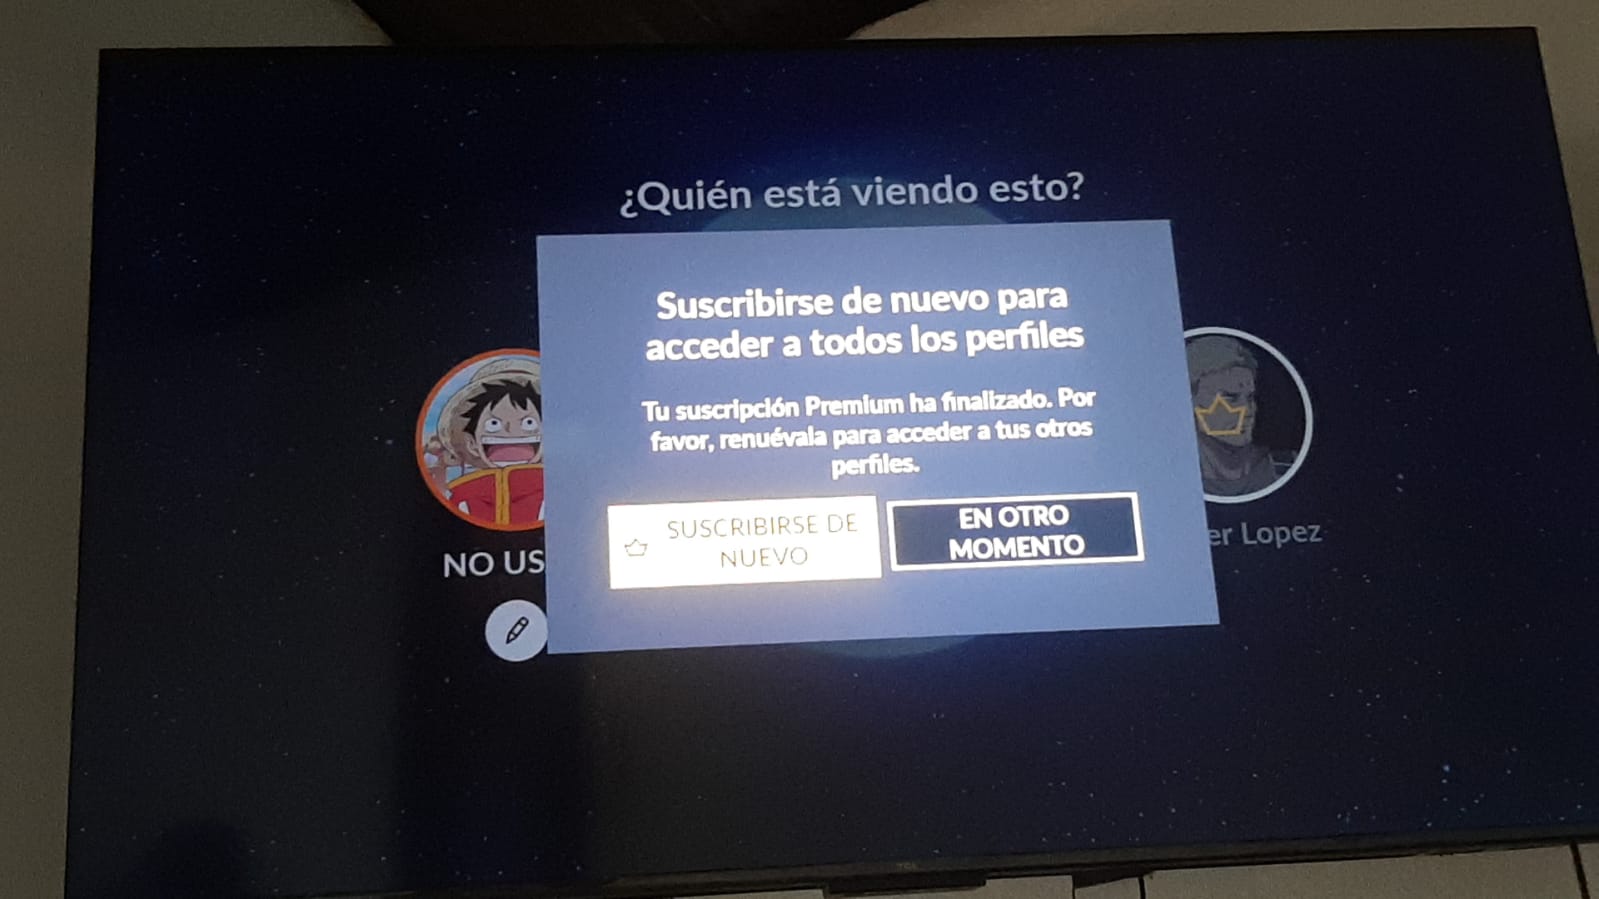 ¿Quién está viendo esto?
Suscribirse de nuevo para
acceder a todos los perfiles
Tu suscripción Premium ha finalizado. Por
favor, renuévala para acceder a tus otros
perfiles.
SUSCRIBIRSE DE
NUEVO
EN OTRO
MOMENTO
NO US
er Lopez
TCL